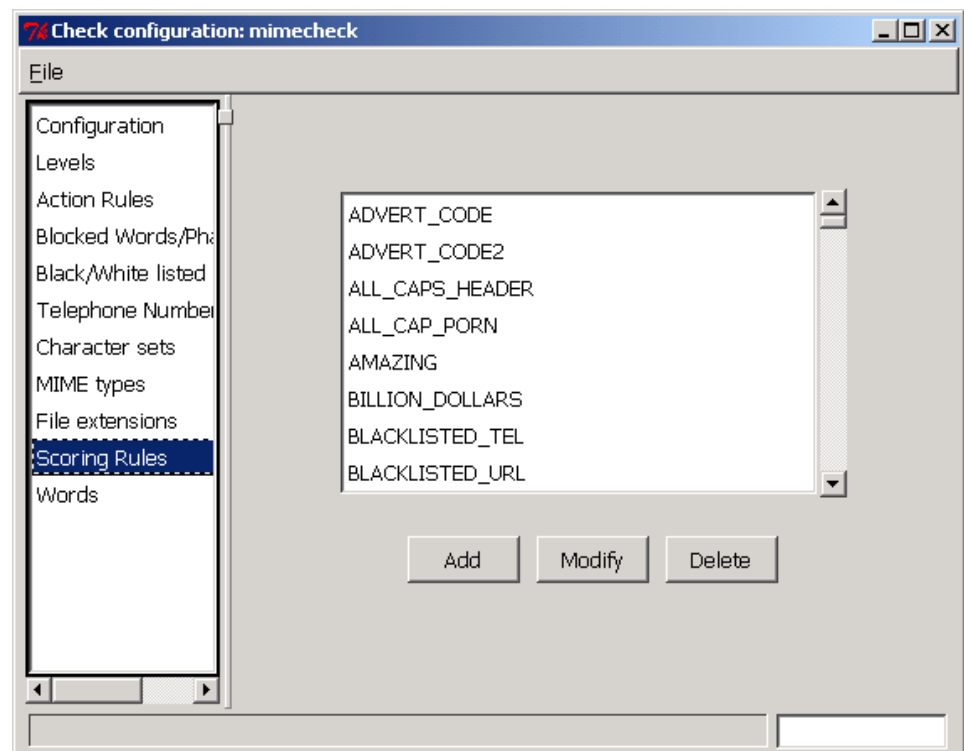 Check configuration: mimecheck
File
Configuration
Levels
Action Rules
Blocked Words/Pha
Black/White listed
Telephone Number
Character sets
MIME types
File extensions
Scoring Rules
Words
ADVERT_CODE
ADVERT_CODE2
ALL_CAPS_HEADER
ALL_CAP_PORN
AMAZING
BILLION_DOLLARS
BLACKLISTED_TEL
BLACKLISTED_URL
Add Modify Delete